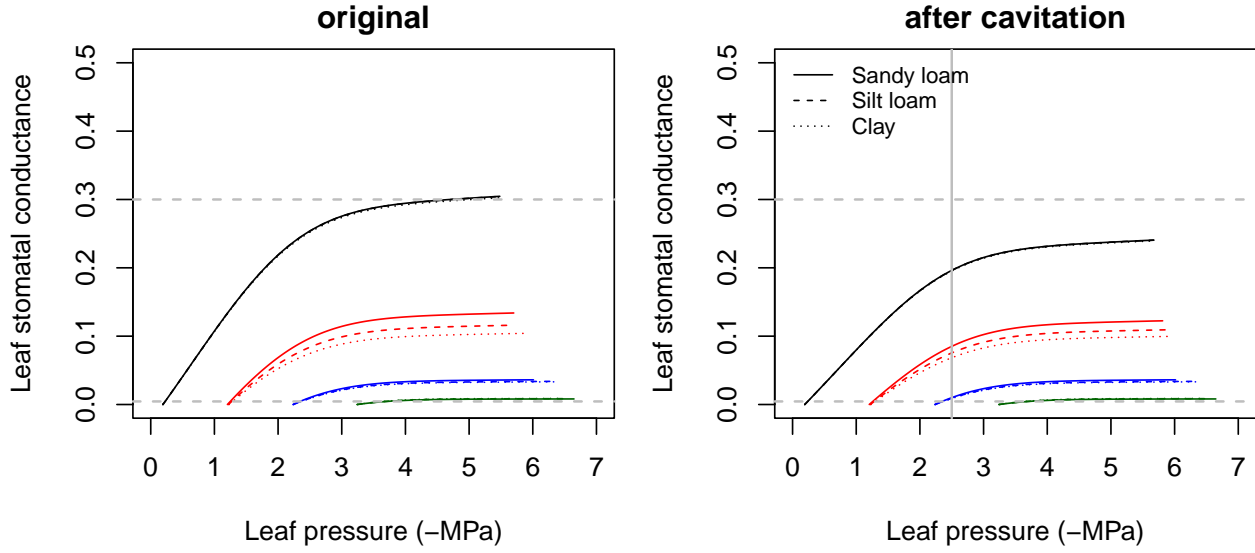 original
0.0 0.1 0.2 0.3 0.4 0.5
Leaf stomatal conductance
0 1 2 3 4 5 6 7
Leaf pressure (−MPa)
after cavitation
0.0 0.1 0.2 0.3 0.4 0.5
Leaf stomatal conductance
Sandy loam
Silt loam
Clay
0 1 2 3 4 5 6 7
Leaf pressure (−MPa)